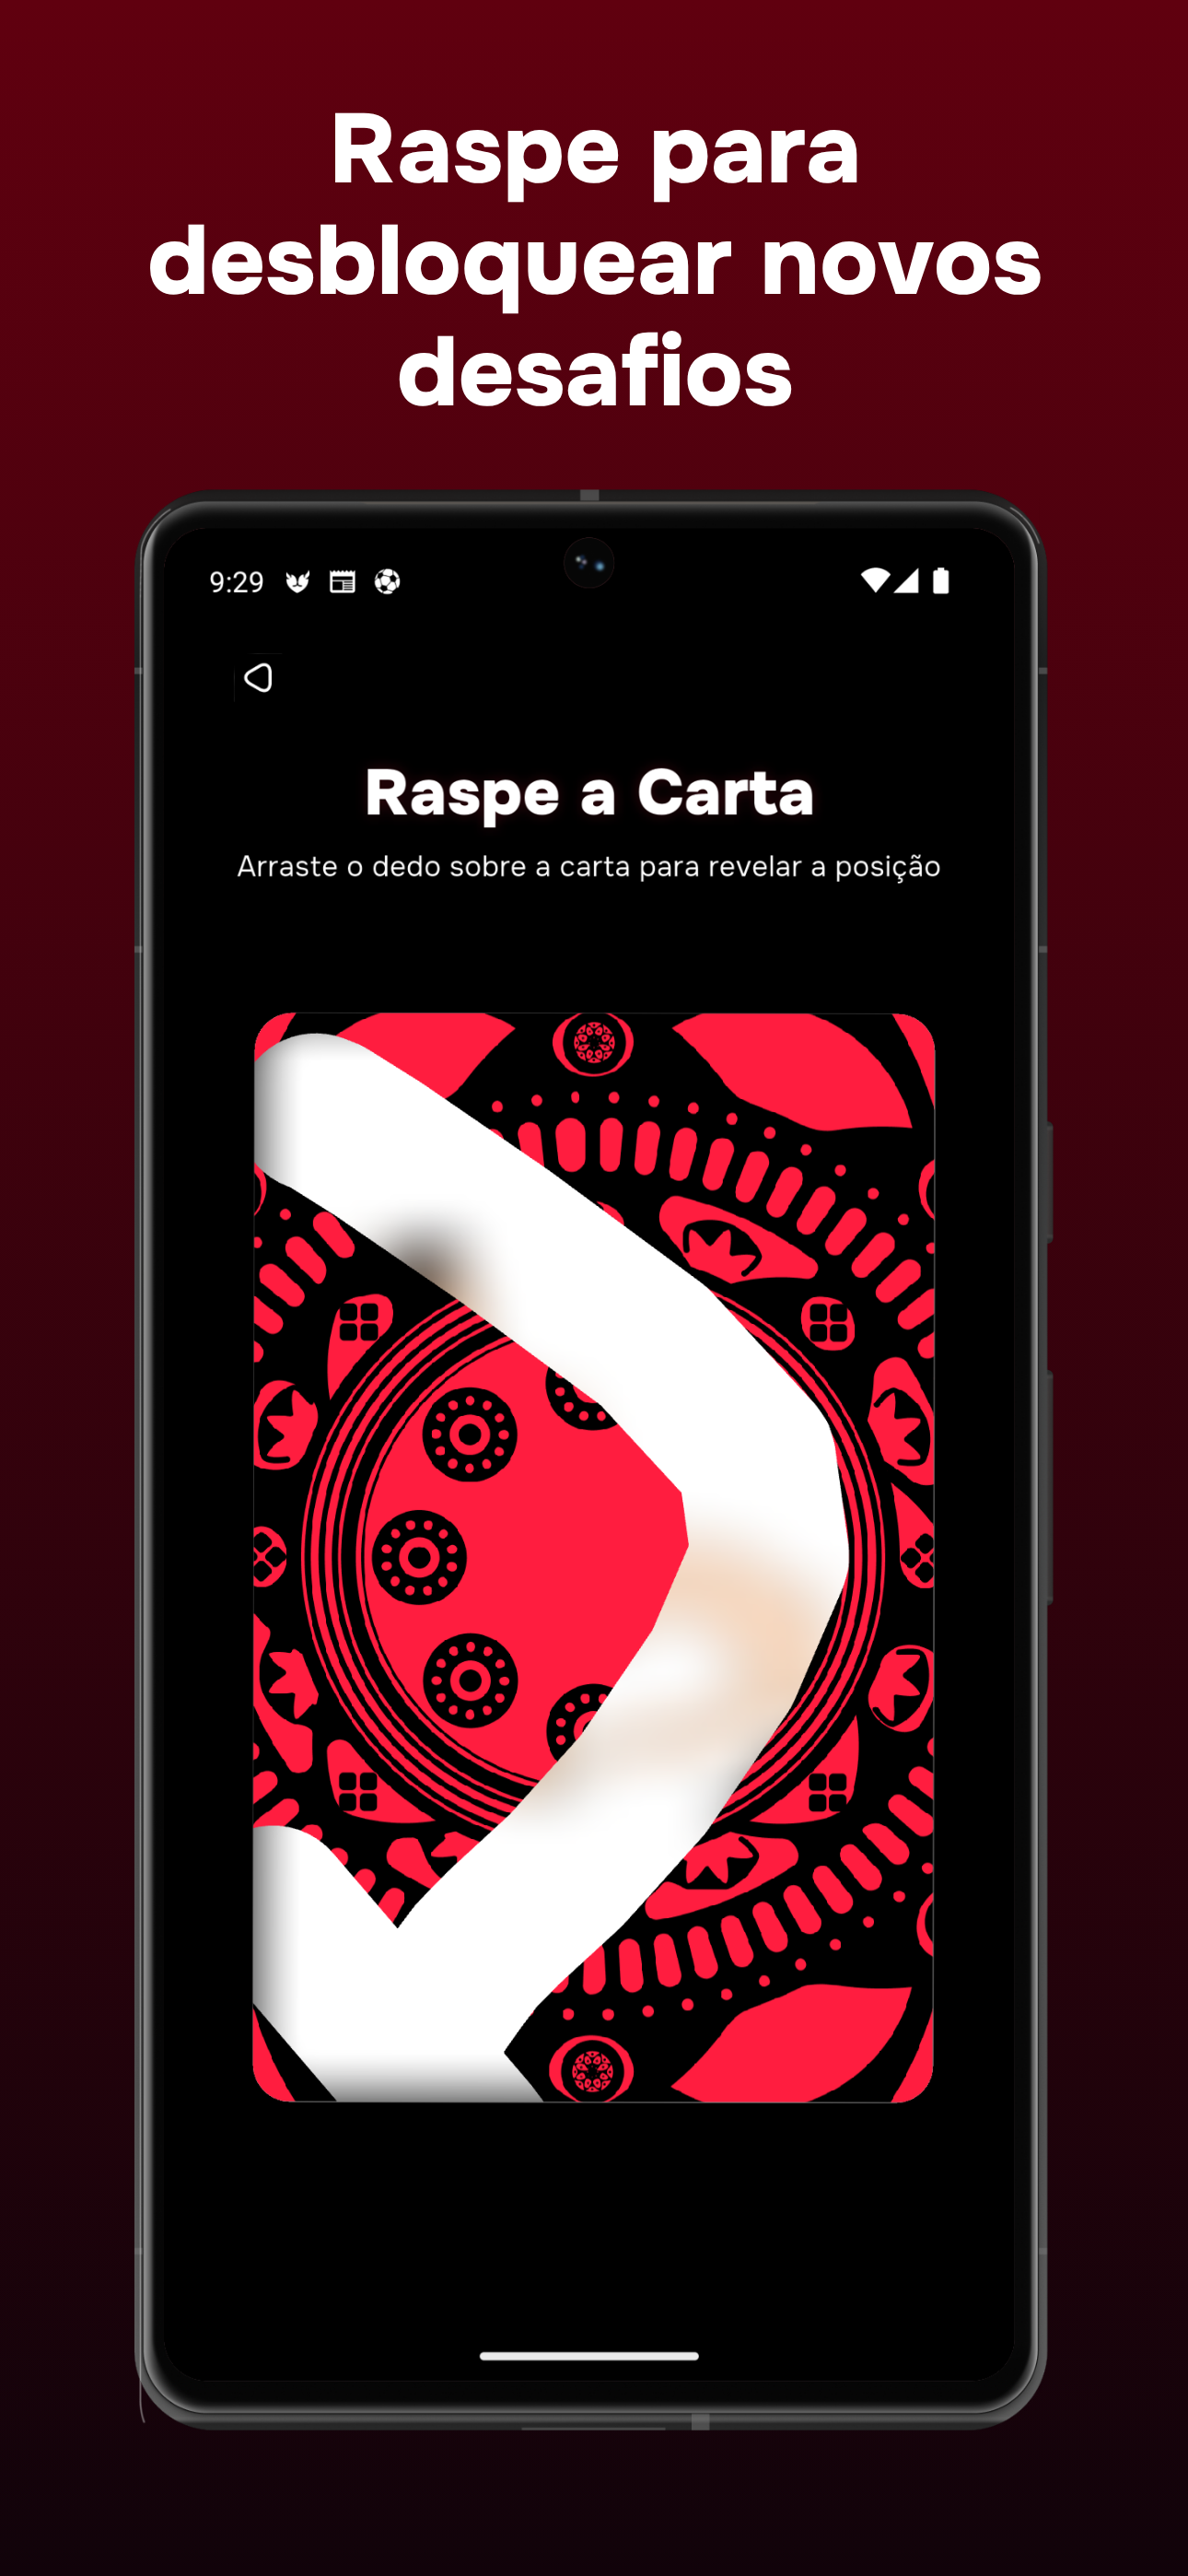 Raspe para
desbloquear novos
desafios
9:29
Raspe a Carta
Arraste o dedo sobre a carta para revelar a posição